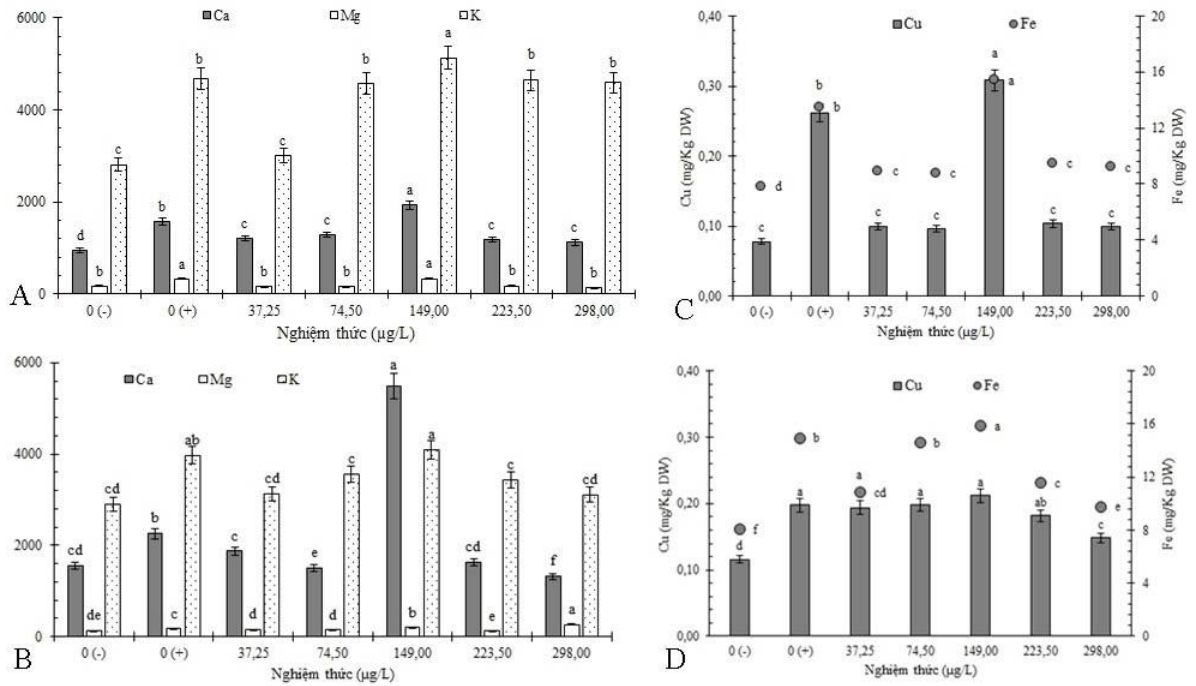 Ca Mg K
6000
4000
2000
0
d b c
b a b
c b c
c b b
a a a
c b b
c b b
0 (-) 0 (+) 37,25 74,50 149,00 223,50 298,00
Nghiệm thức (µg/L)
A
Cu Fe
Cu (mg/Kg DW)
0,40
0,30
0,20
0,10
0,00
Fe (mg/Kg DW)
20
16
12
8
4
0
c d
b b
c c
c c
a a
c c
c c
0 (-) 0 (+) 37,25 74,50 149,00 223,50 298,00
Nghiệm thức (µg/L)
C
Ca Mg K
6000
4000
2000
0
cd de cd
b c ab
c d cd
e d c
a b a
cd e c
f a cd
0 (-) 0 (+) 37,25 74,50 149,00 223,50 298,00
Nghiệm thức (µg/L)
B
Cu Fe
Cu (mg/Kg DW)
0,40
0,30
0,20
0,10
0,00
Fe (mg/Kg DW)
20
16
12
8
4
0
d f
a b
a cd
a b
a a
ab c
c e
0 (-) 0 (+) 37,25 74,50 149,00 223,50 298,00
Nghiệm thức (µg/L)
D